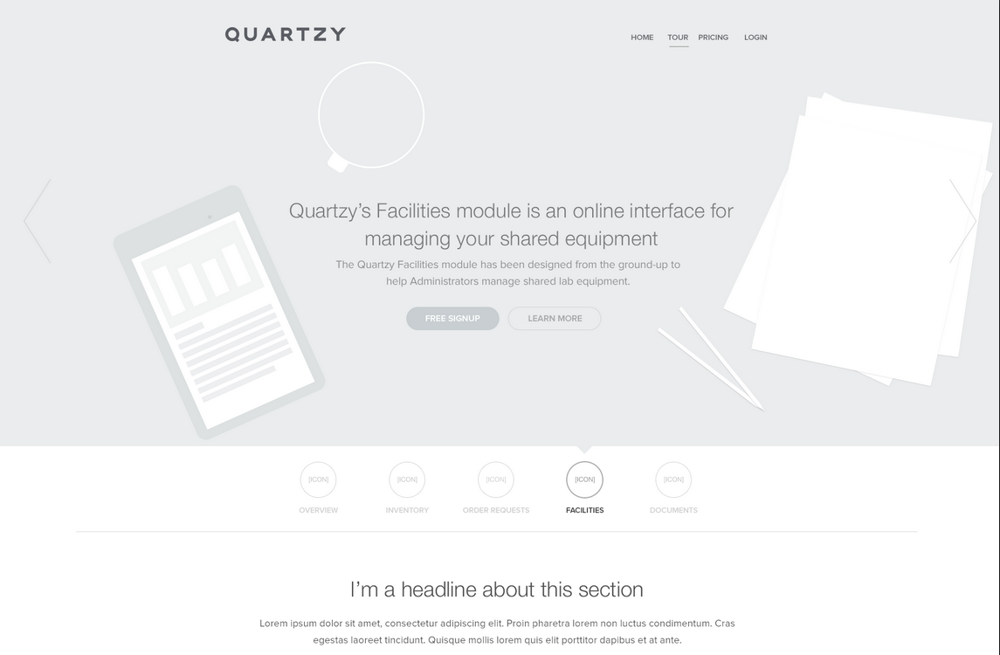 QUARTZY
HOME TOUR PRICING LOGIN
Quartzy’s Facilities module is an online interface for
managing your shared equipment
The Quartzy Facilities module has been designed from the ground-up to
help Administrators manage shared lab equipment.
FREE SIGNUP LEARN MORE
[ICON] [ICON] [ICON] [ICON] [ICON]
OVERVIEW INVENTORY ORDER REQUESTS FACILITIES DOCUMENTS
I’m a headline about this section
Lorem ipsum dolor sit amet, consectetur adipiscing elit. Proin pharetra lorem non luctus condimentum. Cras
egestas laoreet tincidunt. Quisque mollis lorem quis elit porttitor dapibus et at ante.